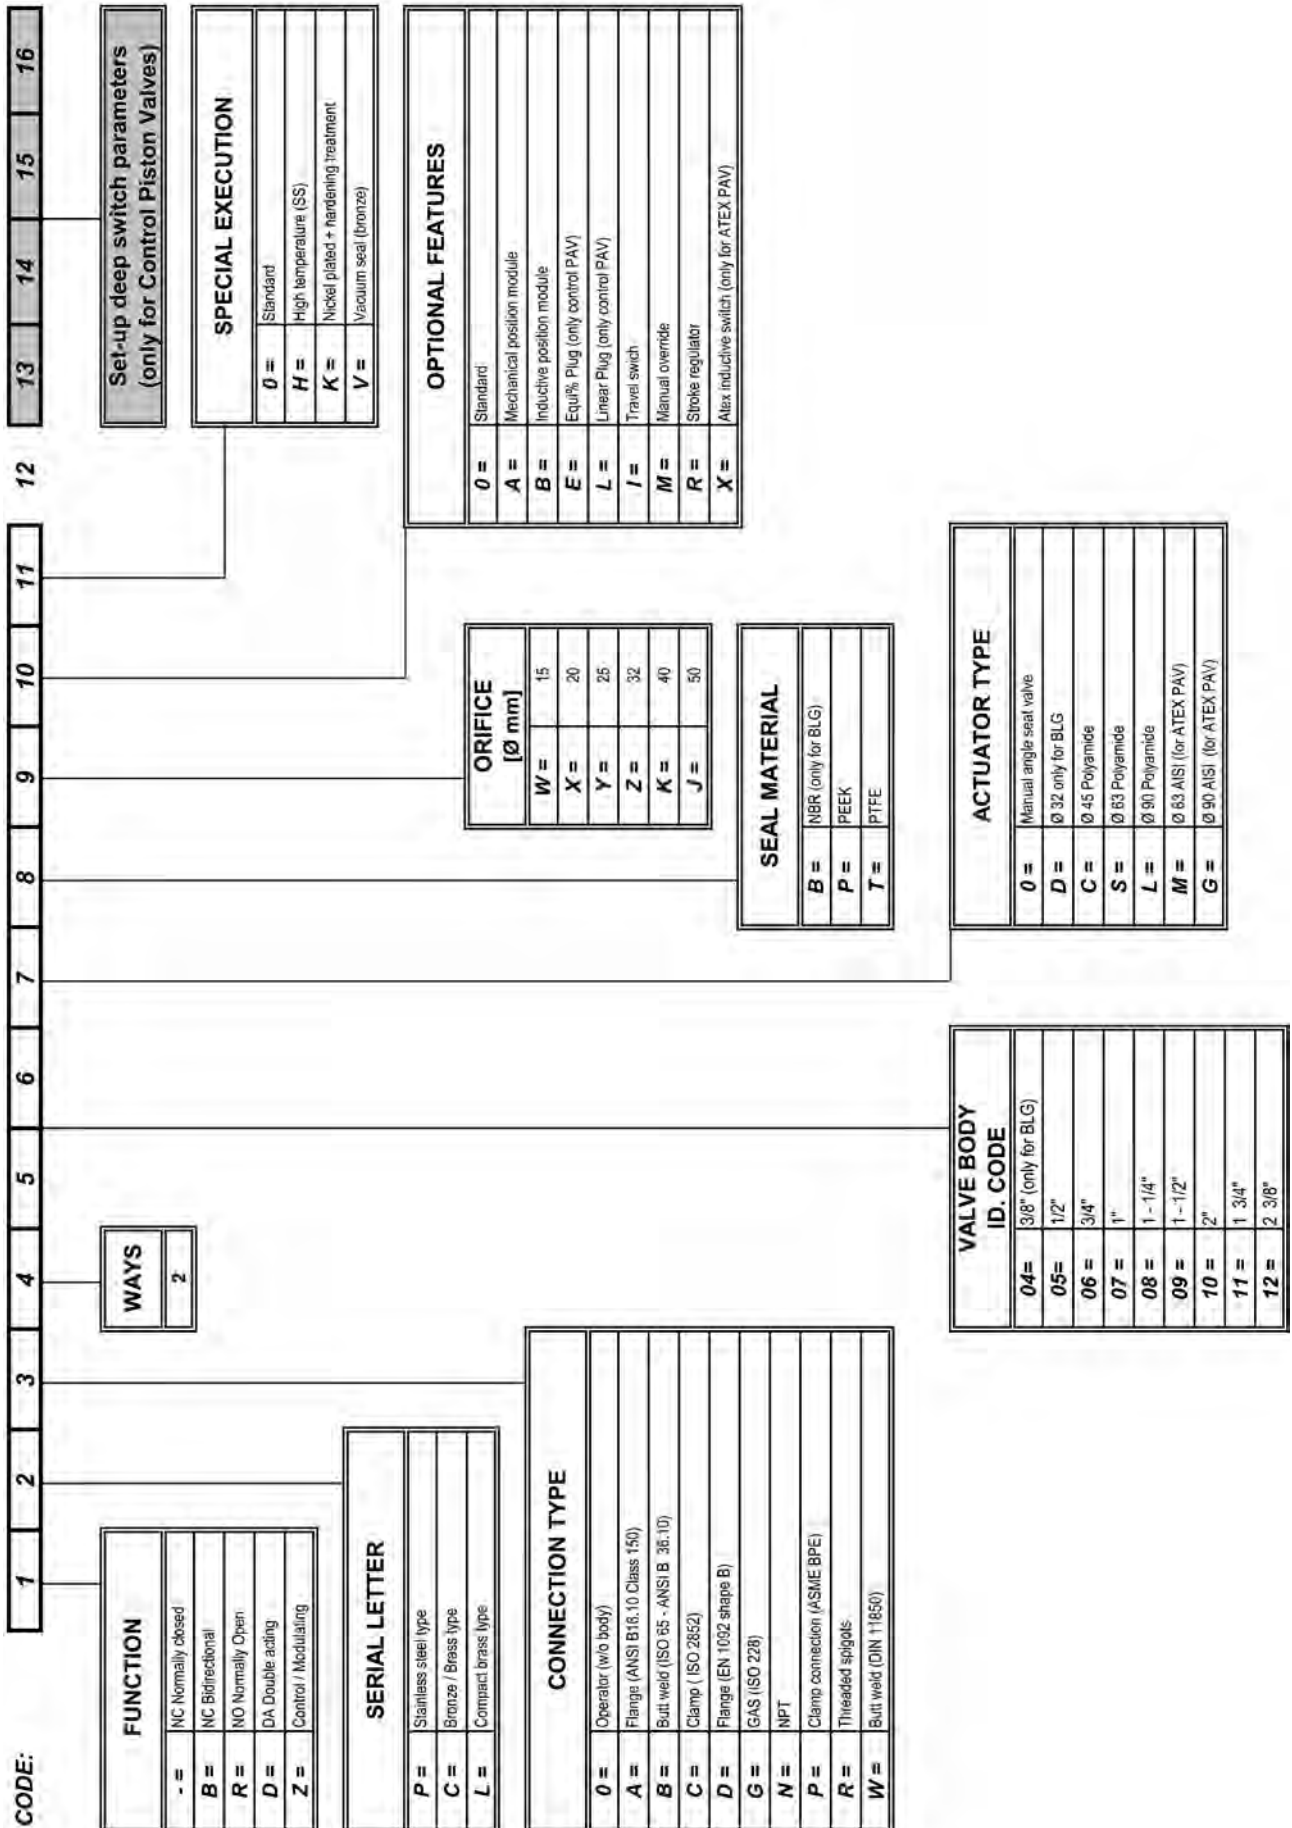 CODE:
1 2 3 4 5 6 7 8 9 10 11 12 13 14 15 16
FUNCTION
- = NC Normally closed
B = NC Bidirectional
R = NO Normally Open
D = DA Double acting
Z = Control / Modulating
WAYS
2
Set-up deep switch parameters
(only for Control Piston Valves)
SPECIAL EXECUTION
0 = Standard
H = High temperature (SS)
K = Nickel plated + hardening treatment
V = Vacuum seal (bronze)
SERIAL LETTER
P = Stainless steel type
C = Bronze / Brass type
L = Compact brass type
OPTIONAL FEATURES
0 = Standard
A = Mechanical position module
B = Inductive position module
E = Equi% Plug (only control PAV)
L = Linear Plug (only control PAV)
I = Travel swich
M = Manual override
R = Stroke regulator
X = Atex inductive switch (only for ATEX PAV)
ORIFICE
[Ø mm]
W = 15
X = 20
Y = 25
Z = 32
K = 40
J = 50
CONNECTION TYPE
0 = Operator (w/o body)
A = Flange (ANSI B16.10 Class 150)
B = Butt weld (ISO 65 - ANSI B 36.10)
C = Clamp ( ISO 2852)
D = Flange (EN 1092 shape B)
G = GAS (ISO 228)
N = NPT
P = Clamp connection (ASME BPE)
R = Threaded spigots
W = Butt weld (DIN 11850)
SEAL MATERIAL
B = NBR (only for BLG)
P = PEEK
T = PTFE
VALVE BODY
ID. CODE
04= 3/8" (only for BLG)
05= 1/2"
06 = 3/4"
07 = 1"
08 = 1 - 1/4"
09 = 1 - 1/2"
10 = 2"
11 = 1 3/4"
12 = 2 3/8"
ACTUATOR TYPE
0 = Manual angle seat valve
D = Ø 32 only for BLG
C = Ø 45 Polyamide
S = Ø 63 Polyamide
L = Ø 90 Polyamide
M = Ø 63 AISI (for ATEX PAV)
G = Ø 90 AISI (for ATEX PAV)